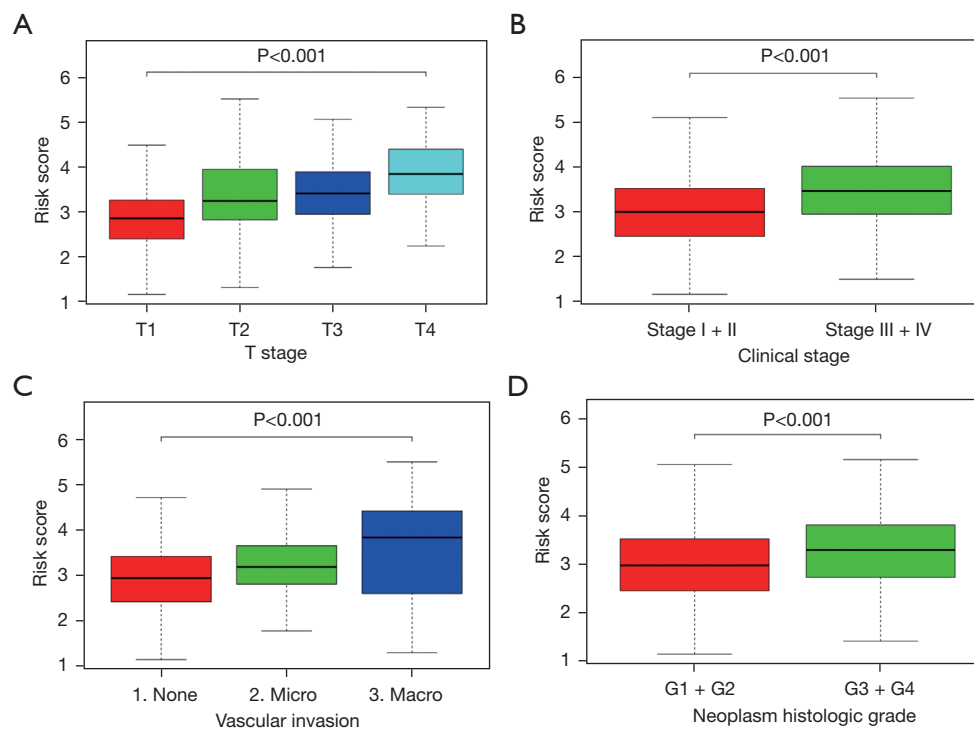 A
P<0.001
6
5
4
3
2
1
Risk score
T1 T2 T3 T4
T stage
B
P<0.001
6
5
4
3
2
1
Risk score
Stage I + II Stage III + IV
Clinical stage
C
P<0.001
6
5
4
3
2
1
Risk score
1. None 2. Micro 3. Macro
Vascular invasion
D
P<0.001
6
5
4
3
2
1
Risk score
G1 + G2 G3 + G4
Neoplasm histologic grade